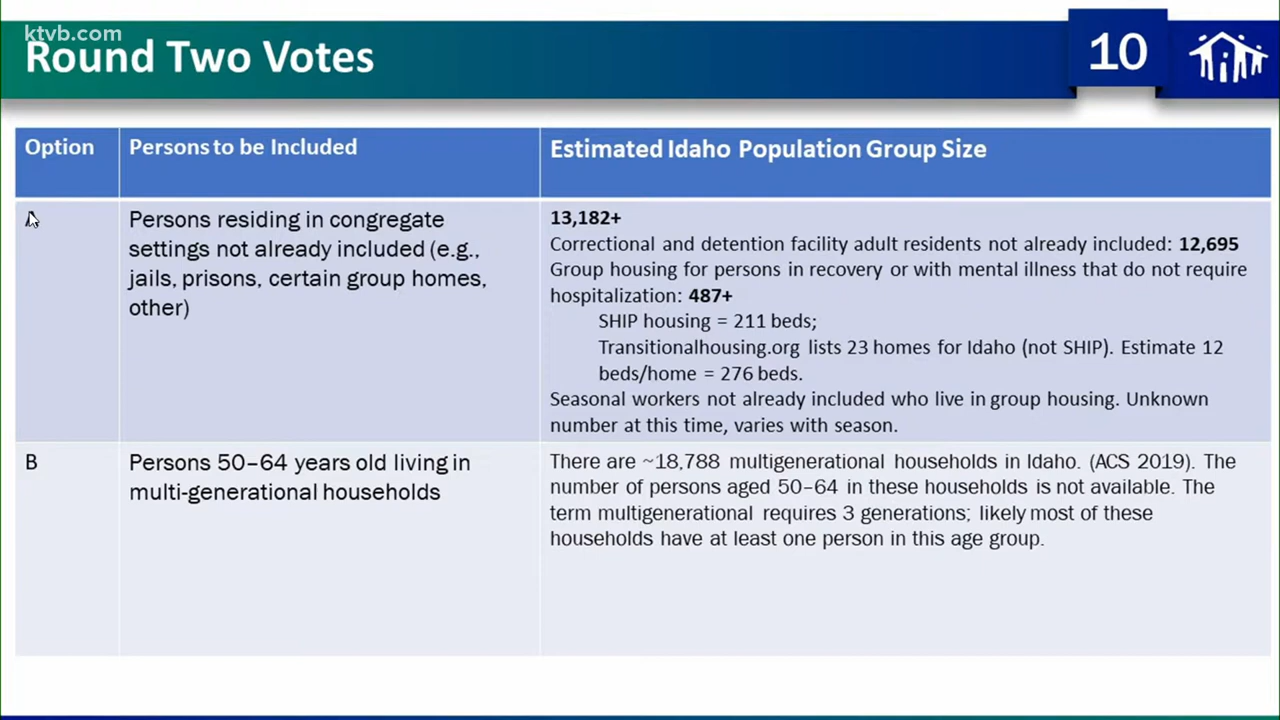 ktvb.com
Round Two Votes
10
Option
Persons to be Included
Estimated Idaho Population Group Size
A
Persons residing in congregate
settings not already included (e.g.,
jails, prisons, certain group homes,
other)
13,182+
Correctional and detention facility adult residents not already included: 12,695
Group housing for persons in recovery or with mental illness that do not require
hospitalization: 487+
SHIP housing = 211 beds;
Transitionalhousing.org lists 23 homes for Idaho (not SHIP). Estimate 12
beds/home = 276 beds.
Seasonal workers not already included who live in group housing. Unknown
number at this time, varies with season.
B
Persons 50–64 years old living in
multi-generational households
There are ~18,788 multigenerational households in Idaho. (ACS 2019). The
number of persons aged 50–64 in these households is not available. The
term multigenerational requires 3 generations; likely most of these
households have at least one person in this age group.